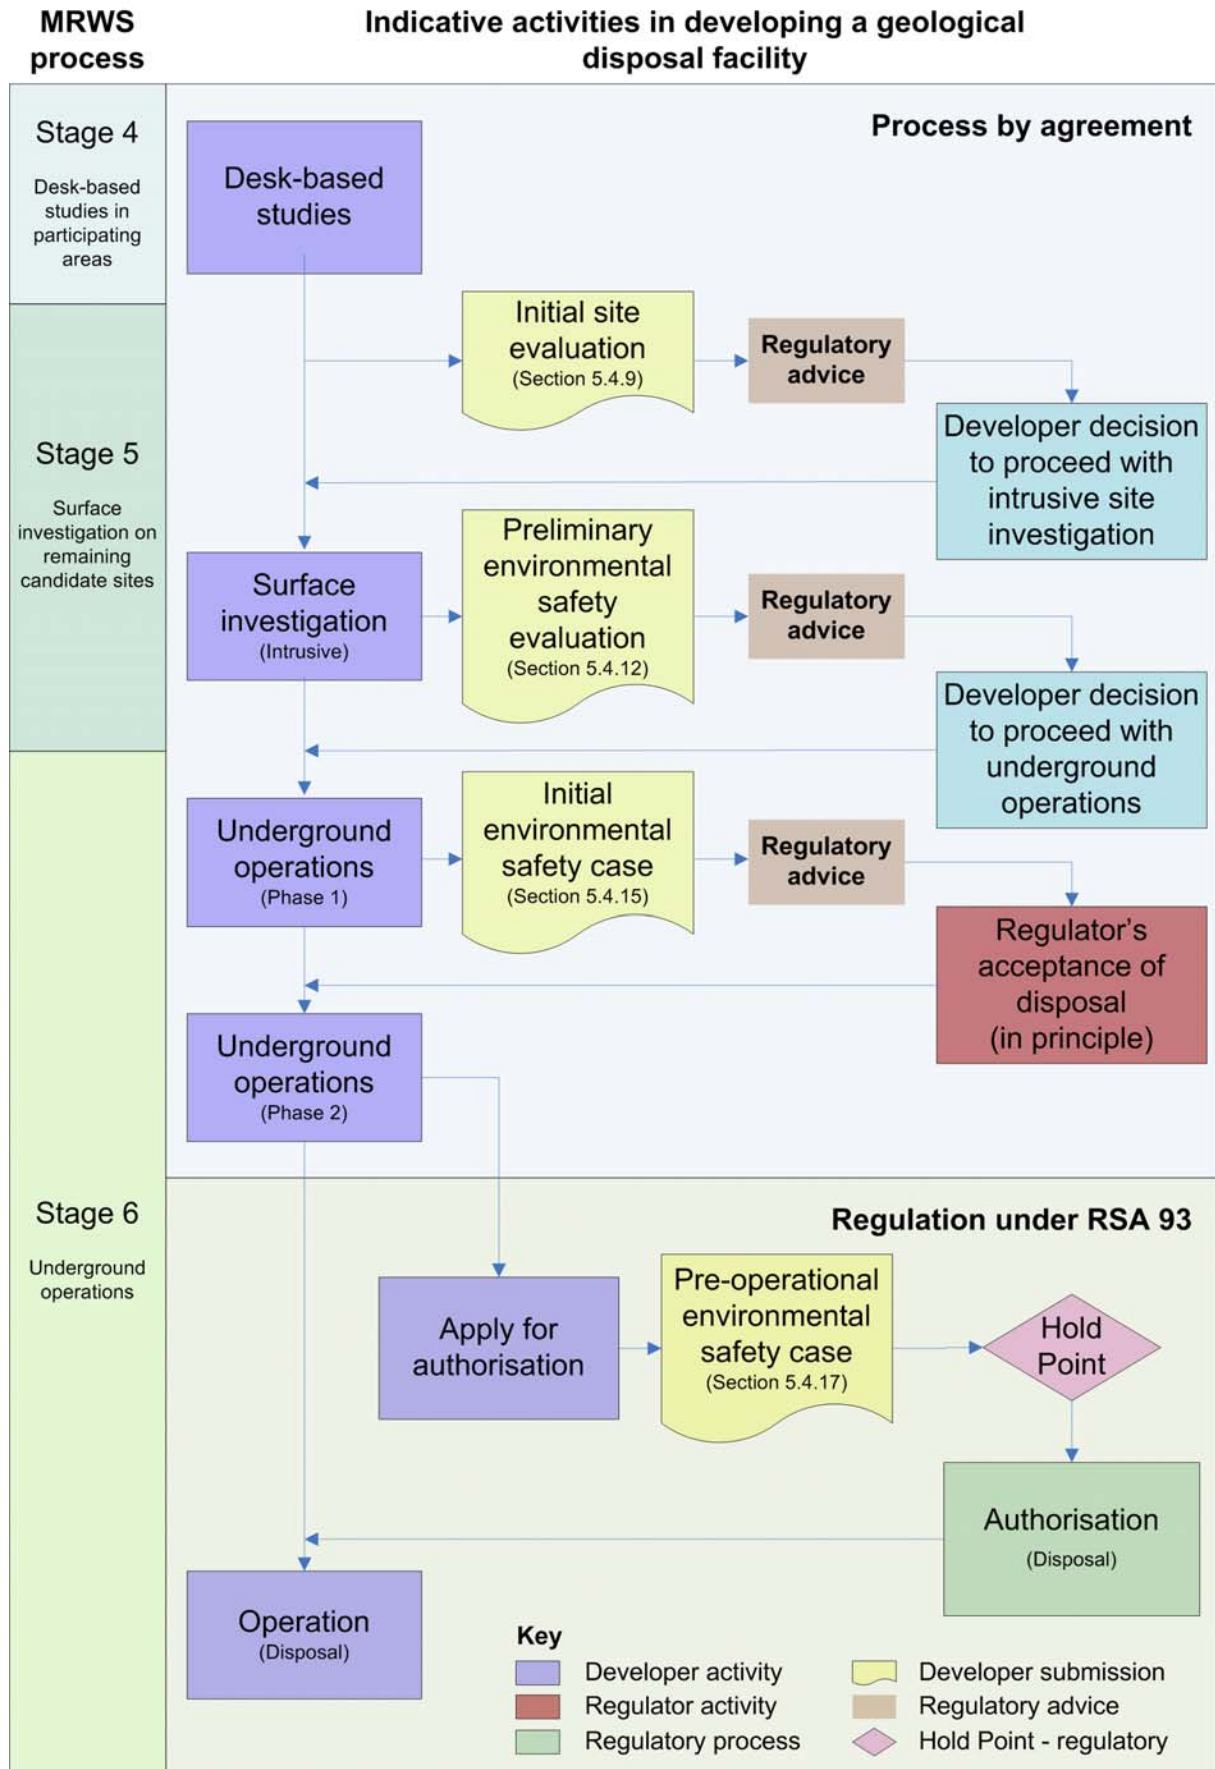 MRWS
process
Indicative activities in developing a geological
disposal facility
Stage 4
Desk-based
studies in
participating
areas
Process by agreement
Desk-based
studies
Initial site
evaluation
(Section 5.4.9)
Regulatory
advice
Developer decision
to proceed with
intrusive site
investigation
Stage 5
Surface
investigation on
remaining
candidate sites
Surface
investigation
(Intrusive)
Preliminary
environmental
safety
evaluation
(Section 5.4.12)
Regulatory
advice
Developer decision
to proceed with
underground
operations
Underground
operations
(Phase 1)
Initial
environmental
safety case
(Section 5.4.15)
Regulatory
advice
Regulator’s
acceptance of
disposal
(in principle)
Underground
operations
(Phase 2)
Stage 6
Underground
operations
Regulation under RSA 93
Apply for
authorisation
Pre-operational
environmental
safety case
(Section 5.4.17)
Hold
Point
Authorisation
(Disposal)
Operation
(Disposal)
Key
Developer activity
Regulator activity
Regulatory process
Developer submission
Regulatory advice
Hold Point - regulatory